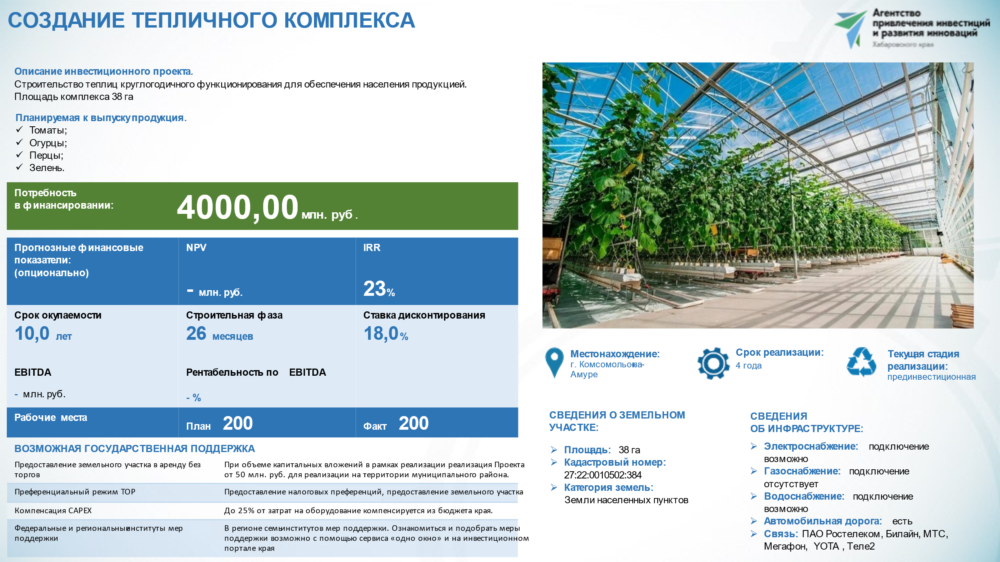 СОЗДАНИЕ ТЕПЛИЧНОГО КОМПЛЕКСА
Агентство
привлечения инвестиций
и развития инноваций
Хабаровского края
Описание инвестиционного проекта.
Строительство теплиц круглогодичного функционирования для обеспечения населения продукцией.
Площадь комплекса 38 га
Планируемая к выпуску продукция.
✓ Томаты;
✓ Огурцы;
✓ Перцы;
✓ Зелень.
Потребность
в финансировании:
4000,00 млн. руб.
Прогнозные финансовые
показатели:
(опционально)
NPV
- млн. руб.
IRR
23%
Срок окупаемости
10,0 лет
Строительная фаза
26 месяцев
Ставка дисконтирования
18,0%
EBITDA
- млн. руб.
Рентабельность по EBITDA
- %
Рабочие места
План 200
Факт 200
ВОЗМОЖНАЯ ГОСУДАРСТВЕННАЯ ПОДДЕРЖКА
Предоставление земельного участка в аренду без
торгов
При объеме капитальных вложений в рамках реализации реализация Проекта
от 50 млн. руб. для реализации на территории муниципального района.
Преференциальный режим ТОР
Предоставление налоговых преференций, предоставление земельного участка
Компенсация CAPEX
До 25% от затрат на оборудование компенсируется из бюджета края.
Федеральные и региональные институты мер
поддержки
В регионе семь институтов мер поддержки. Ознакомиться и подобрать меры
поддержки возможно с помощью сервиса «одно окно» и на инвестиционном
портале края
Местонахождение:
г. Комсомольск-на-
Амуре
Срок реализации:
4 года
Текущая стадия
реализации:
прединвестиционная
СВЕДЕНИЯ О ЗЕМЕЛЬНОМ
УЧАСТКЕ:
➢ Площадь: 38 га
➢ Кадастровый номер:
27:22:0010502:384
➢ Категория земель:
Земли населенных пунктов
СВЕДЕНИЯ
ОБ ИНФРАСТРУКТУРЕ:
➢ Электроснабжение: подключение
возможно
➢ Газоснабжение: подключение
отсутствует
➢ Водоснабжение: подключение
возможно
➢ Автомобильная дорога: есть
➢ Связь: ПАО Ростелеком, Билайн, МТС,
Мегафон, YOTA , Теле2